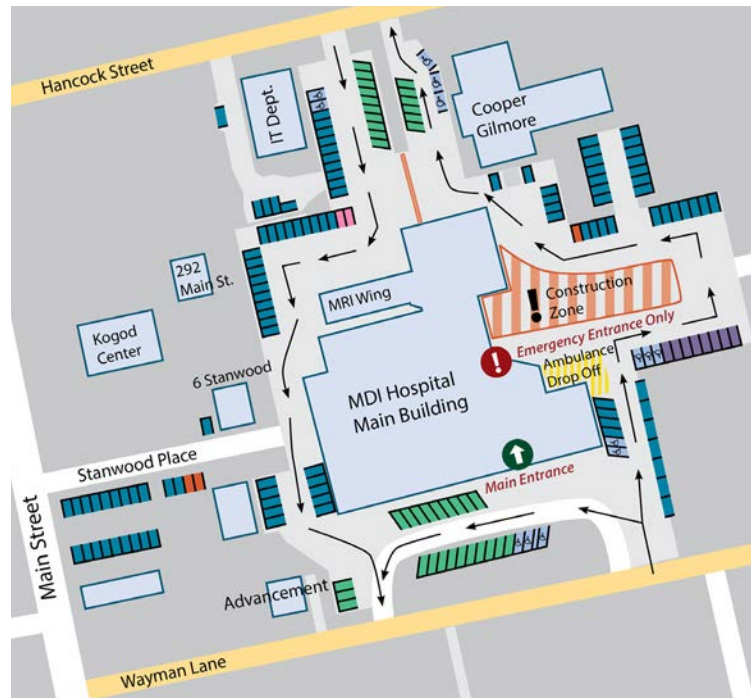 Hancock Street
IT Dept.
Cooper
Gilmore
292
Main St.
MRI Wing
Construction
Zone
Kogod
Center
Emergency Entrance Only
Ambulance
Drop Off
6 Stanwood
MDI Hospital
Main Building
Stanwood Place
Main Entrance
Main Street
Advancement
Wayman Lane